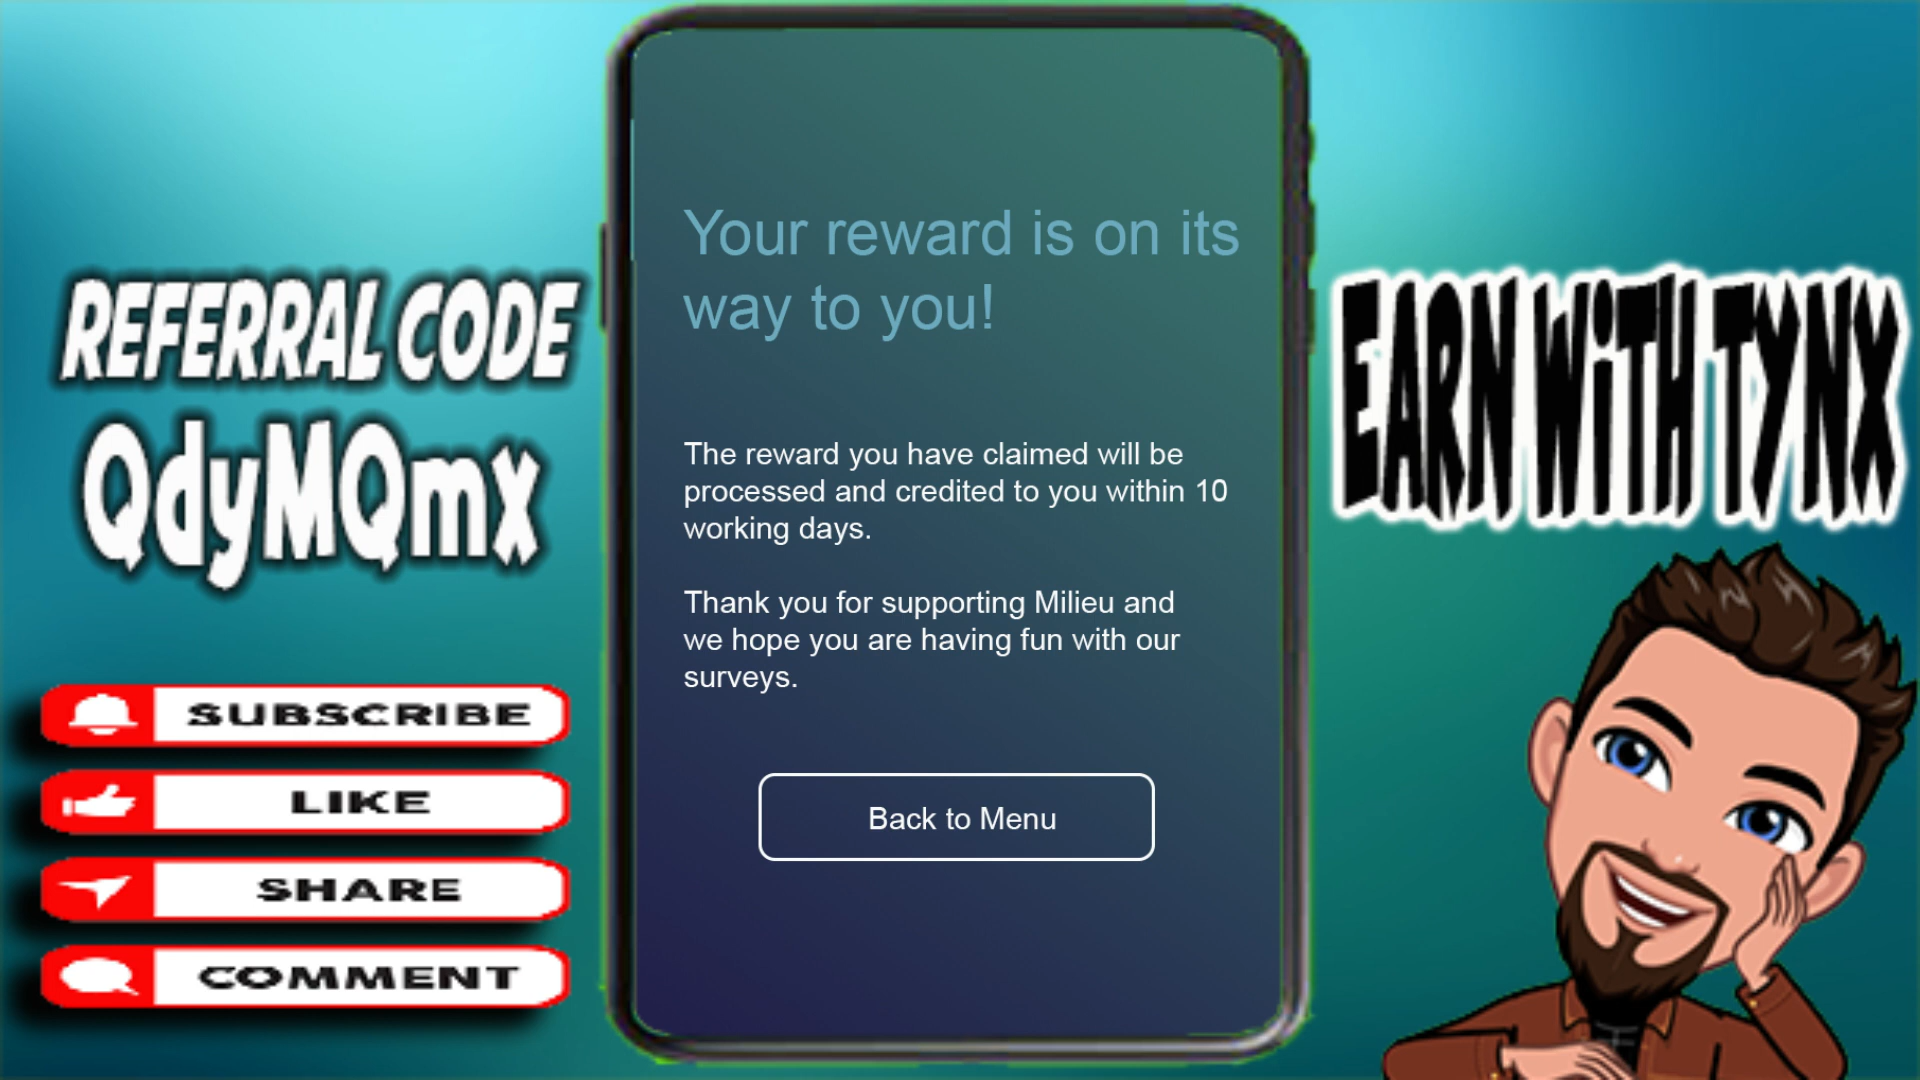 REFERRAL CODE
QdyMQmx
SUBSCRIBE
LIKE
SHARE
COMMENT
Your reward is on its
way to you!
The reward you have claimed will be
processed and credited to you within 10
working days.
Thank you for supporting Milieu and
we hope you are having fun with our
surveys.
Back to Menu
EARN WiTH TYNX